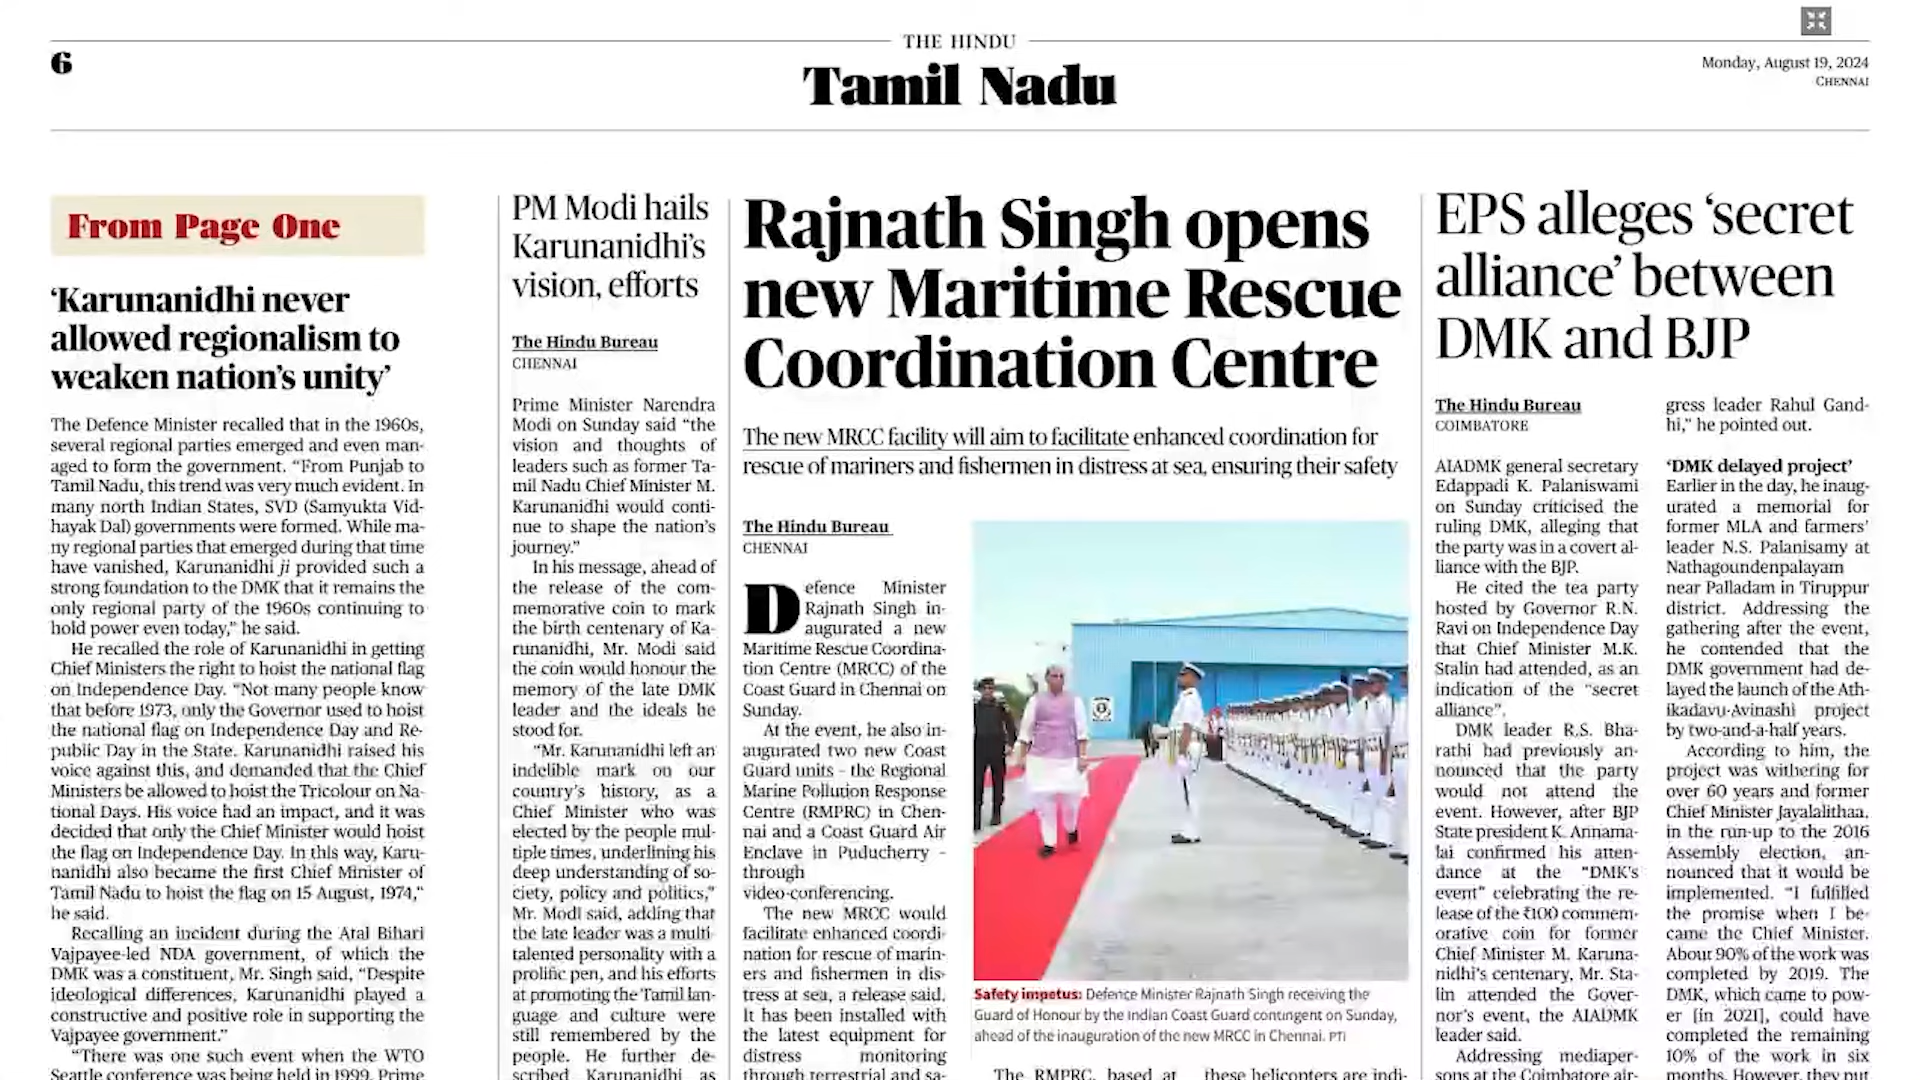 THE HINDU
6
Tamil Nadu
Monday, August 19, 2024
CHENNAI
From Page One
‘Karunanidhi never
allowed regionalism to
weaken nation’s unity’
The Defence Minister recalled that in the 1960s,
several regional parties emerged and even man-
aged to form the government. “From Punjab to
Tamil Nadu, this trend was very much evident. In
many north Indian States, SVD (Samyukta Vid-
hayak Dal) governments were formed. While ma-
ny regional parties that emerged during that time
have vanished, Karunanidhi ji provided such a
strong foundation to the DMK that it remains the
only regional party of the 1960s continuing to
hold power even today,” he said.
He recalled the role of Karunanidhi in getting
Chief Ministers the right to hoist the national flag
on Independence Day. “Not many people know
that before 1973, only the Governor used to hoist
the national flag on Independence Day and Re-
public Day in the State. Karunanidhi raised his
voice against this, and demanded that the Chief
Ministers be allowed to hoist the Tricolour on Na-
tional Days. His voice had an impact, and it was
decided that only the Chief Minister would hoist
the flag on Independence Day. In this way, Karu-
nanidhi also became the first Chief Minister of
Tamil Nadu to hoist the flag on 15 August, 1974,”
he said.
Recalling an incident during the Atal Bihari
Vajpayee-led NDA government, of which the
DMK was a constituent, Mr. Singh said, “Despite
ideological differences, Karunanidhi played a
constructive and positive role in supporting the
Vajpayee government.”
“There was one such event when the WTO
Seattle conference was being held in 1999. Prime
PM Modi hails
Karunanidhi’s
vision, efforts
The Hindu Bureau
CHENNAI
Prime Minister Narendra
Modi on Sunday said “the
vision and thoughts of
leaders such as former Ta-
mil Nadu Chief Minister M.
Karunanidhi would conti-
nue to shape the nation’s
journey.”
In his message, ahead of
the release of the com-
memorative coin to mark
the birth centenary of Ka-
runanidhi, Mr. Modi said
the coin would honour the
memory of the late DMK
leader and the ideals he
stood for.
“Mr. Karunanidhi left an
indelible mark on our
country’s history, as a
Chief Minister who was
elected by the people mul-
tiple times, underlining his
deep understanding of so-
ciety, policy and politics,”
Mr. Modi said, adding that
the late leader was a multi-
talented personality with a
prolific pen, and his efforts
at promoting the Tamil lan-
guage and culture were
still remembered by the
people. He further de-
scribed Karunanidhi as
Rajnath Singh opens
new Maritime Rescue
Coordination Centre
The new MRCC facility will aim to facilitate enhanced coordination for
rescue of mariners and fishermen in distress at sea, ensuring their safety
The Hindu Bureau
CHENNAI
Defence Minister
Rajnath Singh in-
augurated a new
Maritime Rescue Coordina-
tion Centre (MRCC) of the
Coast Guard in Chennai on
Sunday.
At the event, he also in-
augurated two new Coast
Guard units – the Regional
Marine Pollution Response
Centre (RMPRC) in Chen-
nai and a Coast Guard Air
Enclave in Puducherry –
through
video-conferencing.
The new MRCC would
facilitate enhanced coordi-
nation for rescue of marin-
ers and fishermen in dis-
tress at sea, a release said.
It has been installed with
the latest equipment for
distress monitoring
through terrestrial and sa-
Safety impetus: Defence Minister Rajnath Singh receiving the
Guard of Honour by the Indian Coast Guard contingent on Sunday,
ahead of the inauguration of the new MRCC in Chennai. PTI
The RMPRC, based at
these helicopters are indi-
EPS alleges ‘secret
alliance’ between
DMK and BJP
The Hindu Bureau
COIMBATORE
AIADMK general secretary
Edappadi K. Palaniswami
on Sunday criticised the
ruling DMK, alleging that
the party was in a covert al-
liance with the BJP.
He cited the tea party
hosted by Governor R.N.
Ravi on Independence Day
that Chief Minister M.K.
Stalin had attended, as an
indication of the “secret
alliance”.
DMK leader R.S. Bha-
rathi had previously an-
nounced that the party
would not attend the
event. However, after BJP
State president K. Annama-
lai confirmed his atten-
dance at the “DMK’s
event” celebrating the re-
lease of the ₹100 commem-
orative coin for former
Chief Minister M. Karuna-
nidhi’s centenary, Mr. Sta-
lin attended the Gover-
nor’s event, the AIADMK
leader said.
Addressing mediaper-
sons at the Coimbatore air-
gress leader Rahul Gand-
hi,” he pointed out.
‘DMK delayed project’
Earlier in the day, he inaug-
urated a memorial for
former MLA and farmers’
leader N.S. Palanisamy at
Nathagoundenpalayam
near Palladam in Tiruppur
district. Addressing the
gathering after the event,
he contended that the
DMK government had de-
layed the launch of the Ath-
ikadavu-Avinashi project
by two-and-a-half years.
According to him, the
project was withering for
over 60 years and former
Chief Minister Jayalalithaa,
in the run-up to the 2016
Assembly election, an-
nounced that it would be
implemented. “I fulfilled
the promise when I be-
came the Chief Minister.
About 90% of the work was
completed by 2019. The
DMK, which came to pow-
er [in 2021], could have
completed the remaining
10% of the work in six
months. However, they put